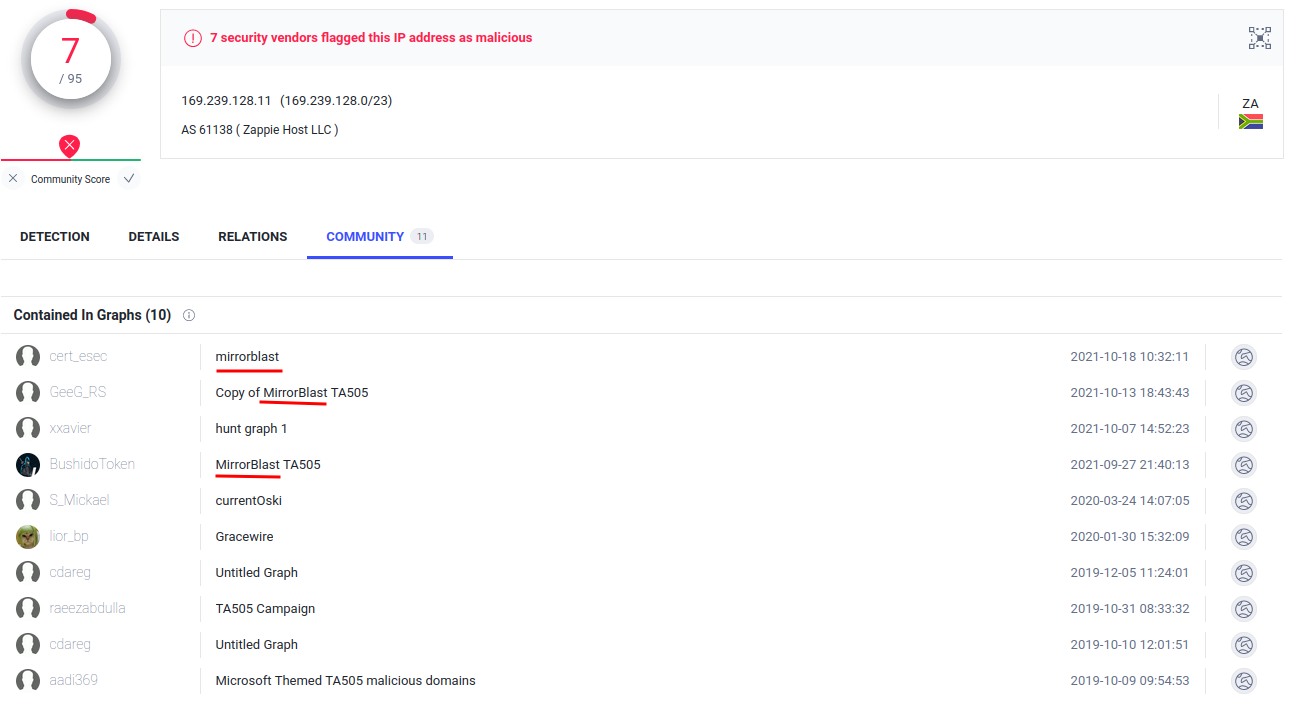 7
/ 95
Community Score
7 security vendors flagged this IP address as malicious
169.239.128.11 (169.239.128.0/23)
AS 61138 ( Zappie Host LLC )
ZA
DETECTION DETAILS RELATIONS COMMUNITY 11
Contained In Graphs (10)
cert_esec mirrorblast 2021-10-18 10:32:11
GeeG_RS Copy of MirrorBlast TA505 2021-10-13 18:43:43
xxavier hunt graph 1 2021-10-07 14:52:23
BushidoToken MirrorBlast TA505 2021-09-27 21:40:13
S_Mickael currentOski 2020-03-24 14:07:05
lior_bp Gracewire 2020-01-30 15:32:09
cdareg Untitled Graph 2019-12-05 11:24:01
raeezabdulla TA505 Campaign 2019-10-31 08:33:32
cdareg Untitled Graph 2019-10-10 12:01:51
aadi369 Microsoft Themed TA505 malicious domains 2019-10-09 09:54:53